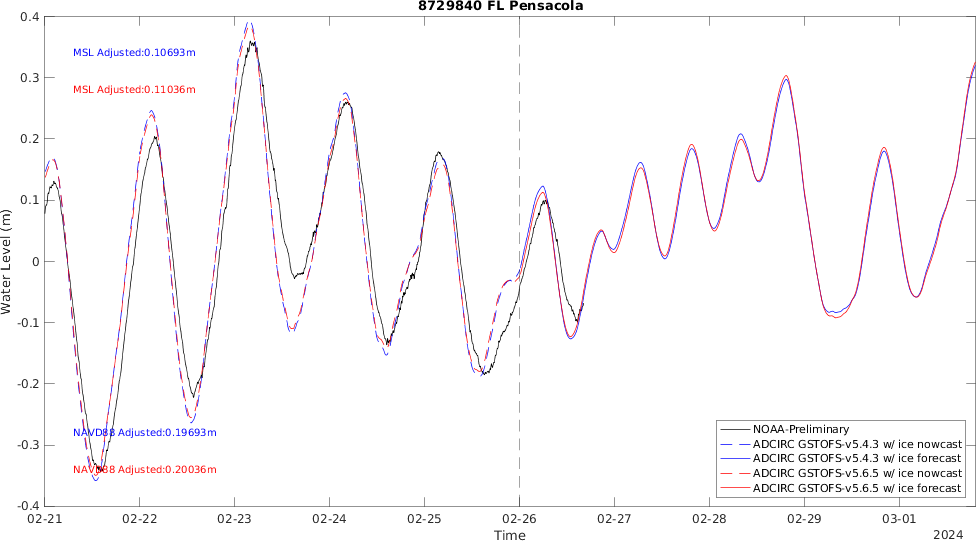 8729840 FL Pensacola
Water Level (m)
0.4
0.3
0.2
0.1
0
-0.1
-0.2
-0.3
-0.4
MSL Adjusted:0.10693m
MSL Adjusted:0.11036m
NAVD88 Adjusted:0.19693m
NAVD88 Adjusted:0.20036m
NOAA-Preliminary
ADCIRC GSTOFS-v5.4.3 w/ ice nowcast
ADCIRC GSTOFS-v5.4.3 w/ ice forecast
ADCIRC GSTOFS-v5.6.5 w/ ice nowcast
ADCIRC GSTOFS-v5.6.5 w/ ice forecast
02-21 02-22 02-23 02-24 02-25 02-26 02-27 02-28 02-29 03-01
Time
2024